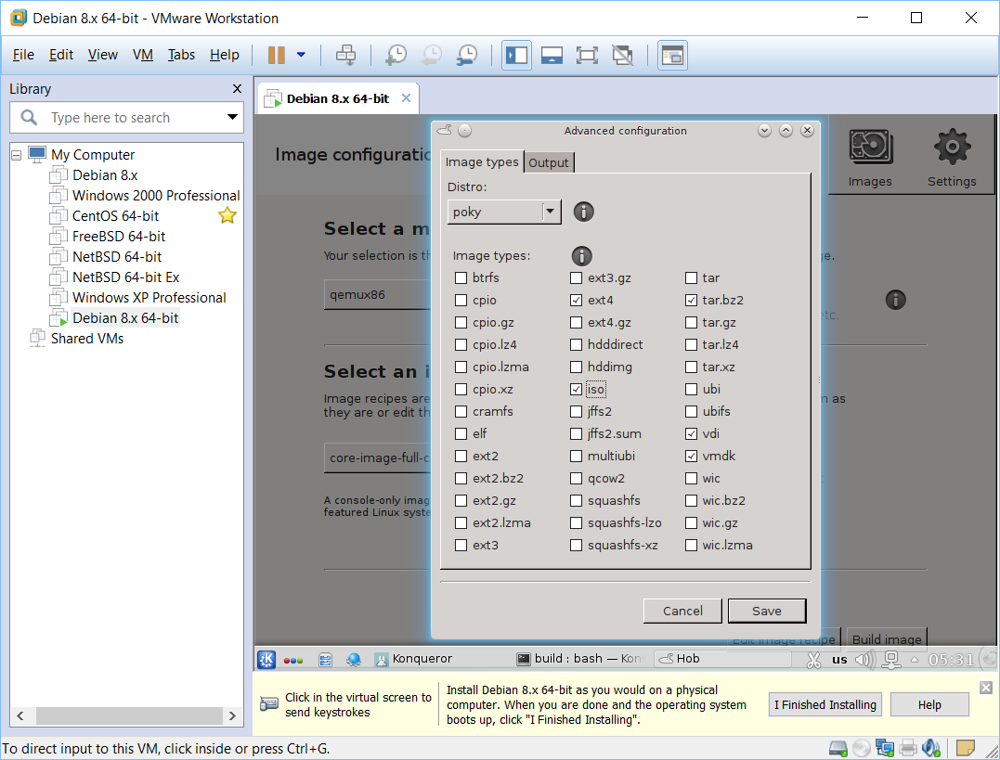 Debian 8.x 64-bit - VMware Workstation
File Edit View VM Tabs Help
Library
Type here to search
My Computer
Debian 8.x
Windows 2000 Professional
CentOS 64-bit
FreeBSD 64-bit
NetBSD 64-bit
NetBSD 64-bit Ex
Windows XP Professional
Debian 8.x 64-bit
Shared VMs
Debian 8.x 64-bit
Image configuratio
Images
Settings
Select a m
Your selection is th
e.
qemux86
etc.
Select an i
Image recipes are
m as
they are or edit th
core-image-full-c
A console-only imag
featured Linux syste
Edit image recipe
Build image
Advanced configuration
Image types
Output
Distro:
poky
Image types:
btrfs
cpio
cpio.gz
cpio.lz4
cpio.lzma
cpio.xz
cramfs
elf
ext2
ext2.bz2
ext2.gz
ext2.lzma
ext3
ext3.gz
ext4
ext4.gz
hdddirect
hddimg
iso
jffs2
jffs2.sum
multiubi
qcow2
squashfs
squashfs-lzo
squashfs-xz
tar
tar.bz2
tar.gz
tar.lz4
tar.xz
ubi
ubifs
vdi
vmdk
wic
wic.bz2
wic.gz
wic.lzma
Cancel
Save
Konqueror
build : bash — Kon
Hob
us
05:31
Click in the virtual screen to
send keystrokes
Install Debian 8.x 64-bit as you would on a physical
computer. When you are done and the operating system
boots up, click "I Finished Installing".
I Finished Installing
Help
To direct input to this VM, click inside or press Ctrl+G.